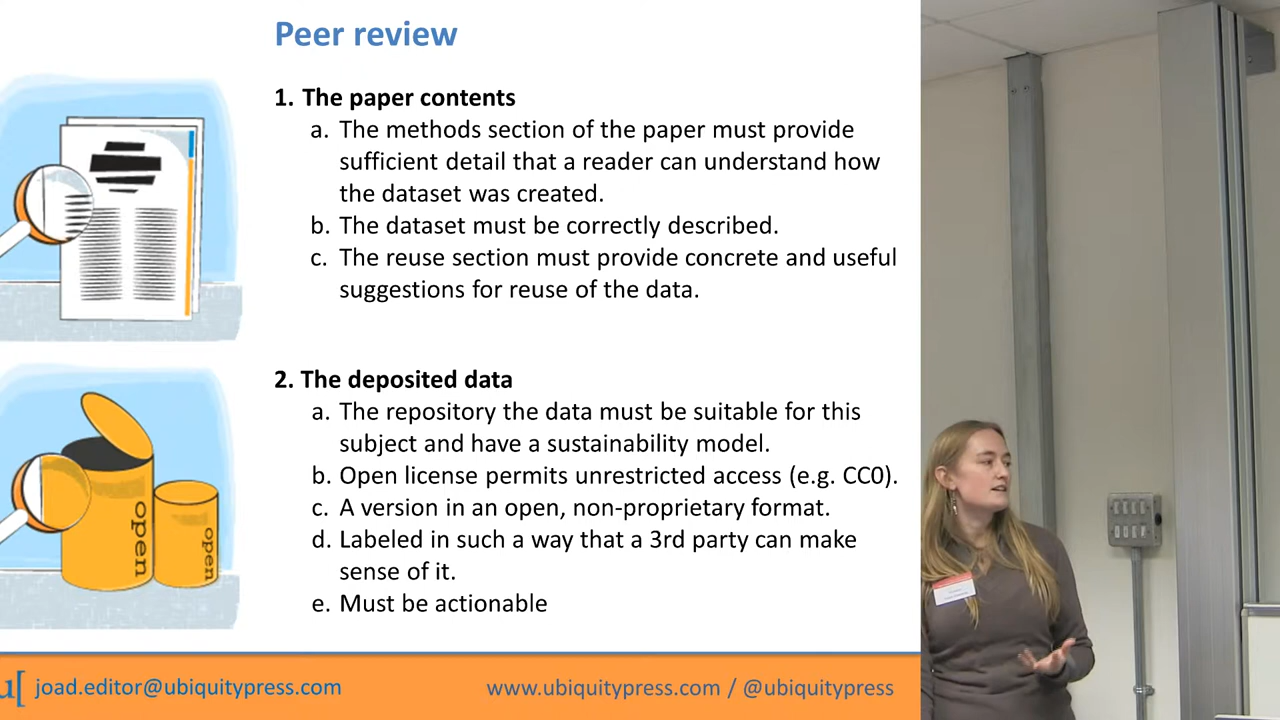 Peer review
1. The paper contents
a. The methods section of the paper must provide
sufficient detail that a reader can understand how
the dataset was created.
b. The dataset must be correctly described.
c. The reuse section must provide concrete and useful
suggestions for reuse of the data.
open
open
2. The deposited data
a. The repository the data must be suitable for this
subject and have a sustainability model.
b. Open license permits unrestricted access (e.g. CC0).
c. A version in an open, non-proprietary format.
d. Labeled in such a way that a 3rd party can make
sense of it.
e. Must be actionable
u[ joad.editor@ubiquitypress.com
www.ubiquitypress.com / @ubiquitypress